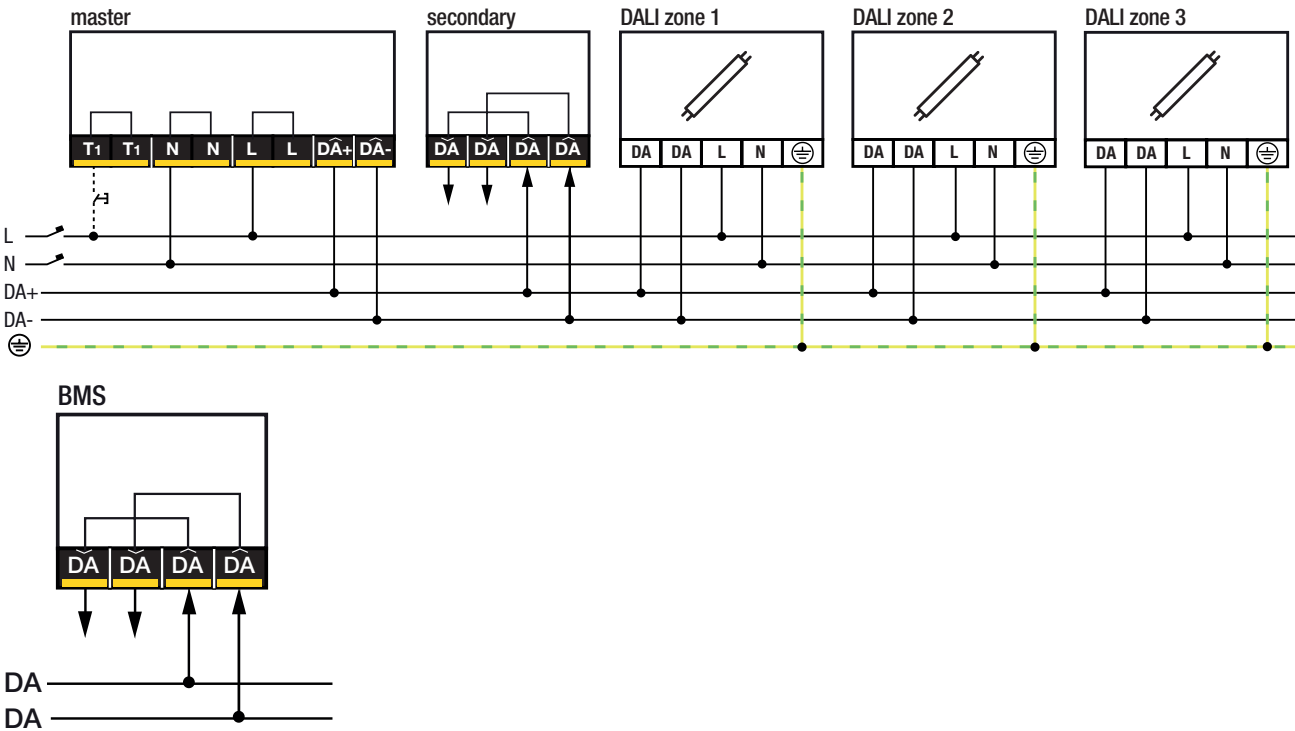 master secondary DALI zone 1 DALI zone 2 DALI zone 3
T1 T1 N N L L DA+ DA- DA DA DA DA DA DA L N DA DA L N DA DA L N
L
N
DA+
DA-
BMS
DA DA DA DA
DA
DA